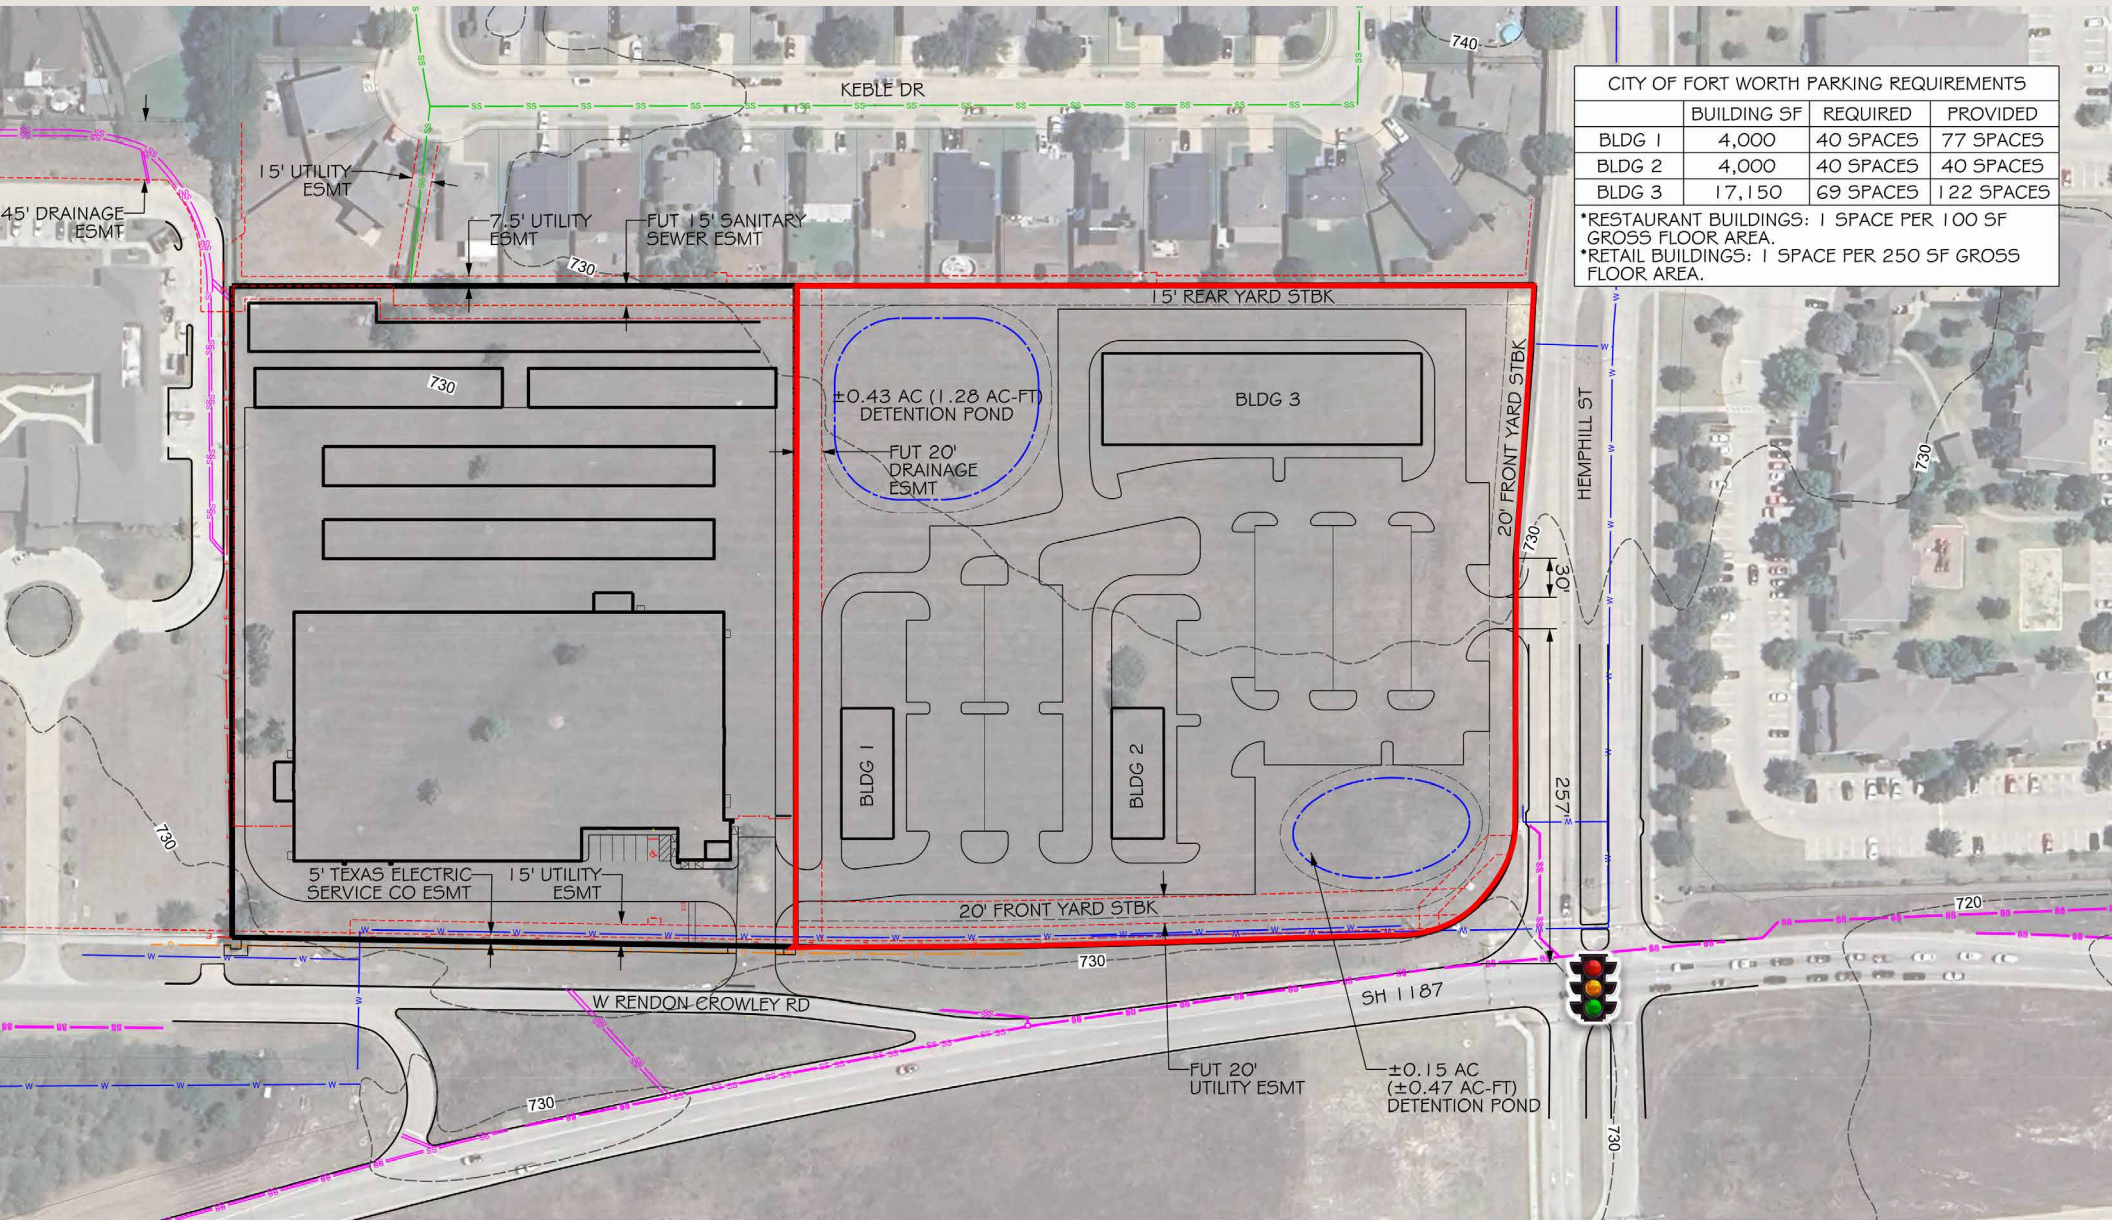 KEBLE DR
740
CITY OF FORT WORTH PARKING REQUIREMENTS
BUILDING SF REQUIRED PROVIDED
BLDG 1 4,000 40 SPACES 77 SPACES
BLDG 2 4,000 40 SPACES 40 SPACES
BLDG 3 17,150 69 SPACES 122 SPACES
*RESTAURANT BUILDINGS: 1 SPACE PER 100 SF
GROSS FLOOR AREA.
*RETAIL BUILDINGS: 1 SPACE PER 250 SF GROSS
FLOOR AREA.
15' UTILITY
ESMT
45' DRAINAGE
ESMT
7.5' UTILITY
ESMT
FUT 15' SANITARY
SEWER ESMT
730
15' REAR YARD STBK
730
±0.43 AC (1.28 AC-FT)
DETENTION POND
BLDG 3
FUT 20'
DRAINAGE
ESMT
20' FRONT YARD STBK
HEMPHILL ST
730
730
30'
BLDG 1
BLDG 2
257'
730
5' TEXAS ELECTRIC
SERVICE CO ESMT
15' UTILITY
ESMT
20' FRONT YARD STBK
720
730
W RENDON CROWLEY RD
SH 1187
FUT 20'
UTILITY ESMT
±0.15 AC
(±0.47 AC-FT)
DETENTION POND
730
730